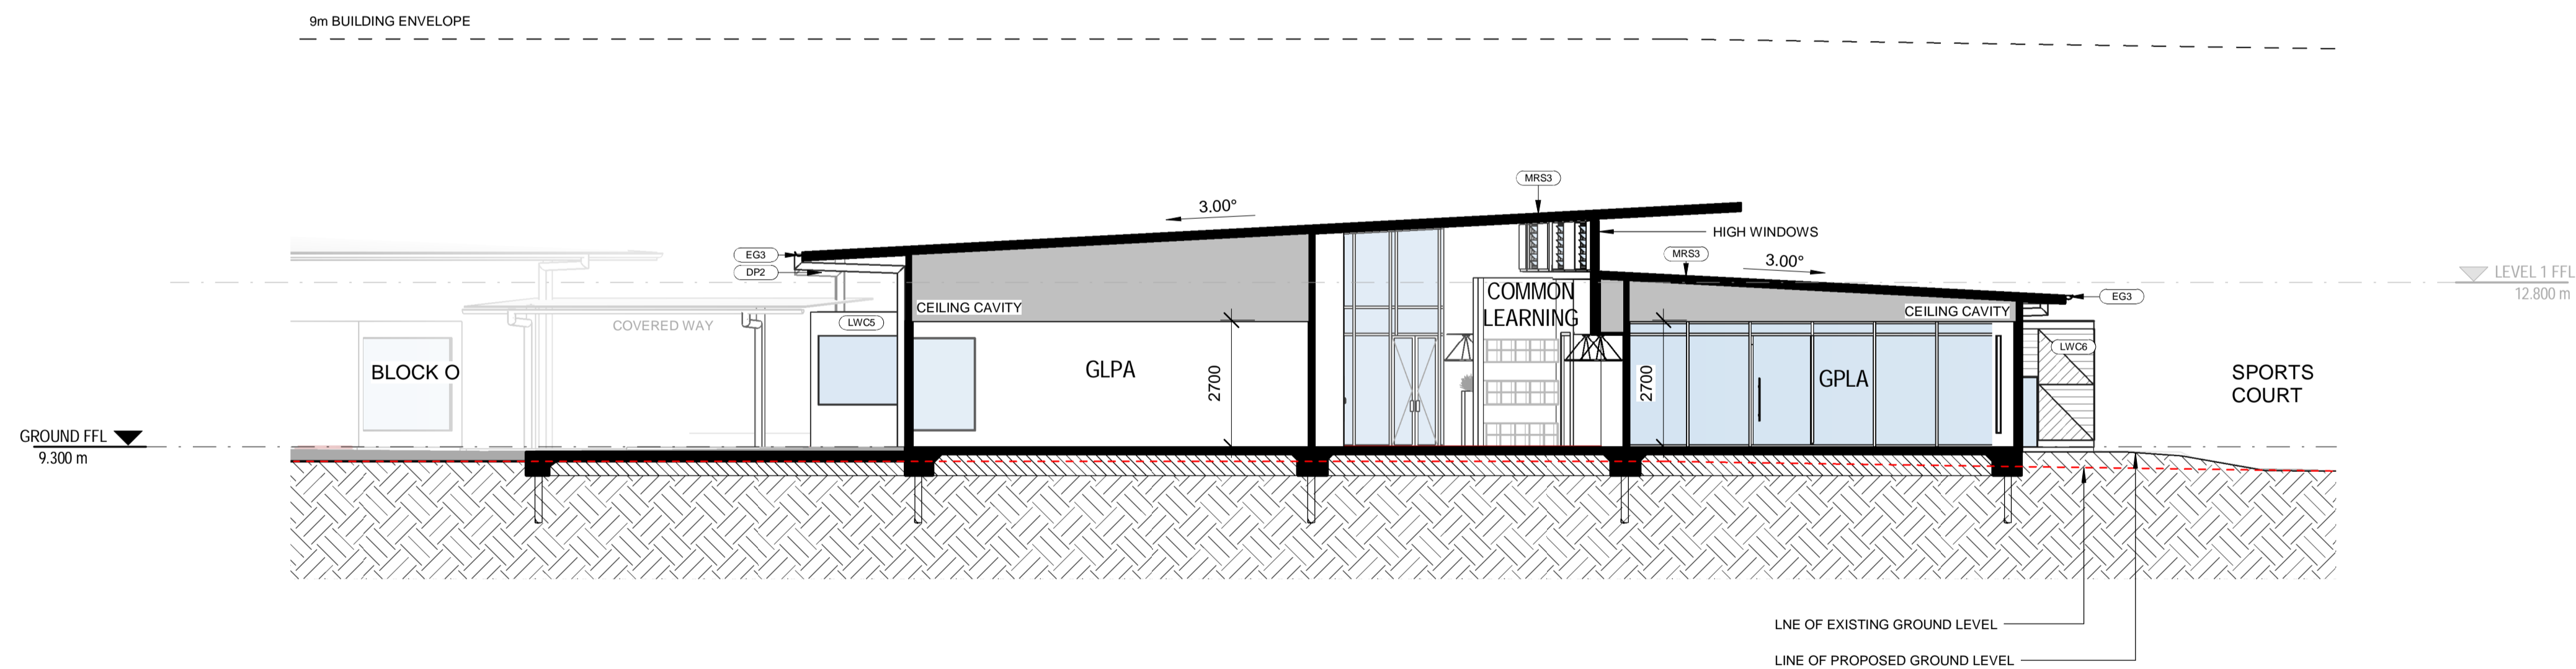 9m BUILDING ENVELOPE
MRS3
3.00°
HIGH WINDOWS
EG3
MRS3
3.00°
DP2
LEVEL 1 FFL
12.800 m
EG3
COMMON
LEARNING
CEILING CAVITY
CEILING CAVITY
COVERED WAY
LWC5
LWC6
BLOCK O
GLPA
2700
2700
GPLA
SPORTS
COURT
GROUND FFL
9.300 m
LNE OF EXISTING GROUND LEVEL
LINE OF PROPOSED GROUND LEVEL